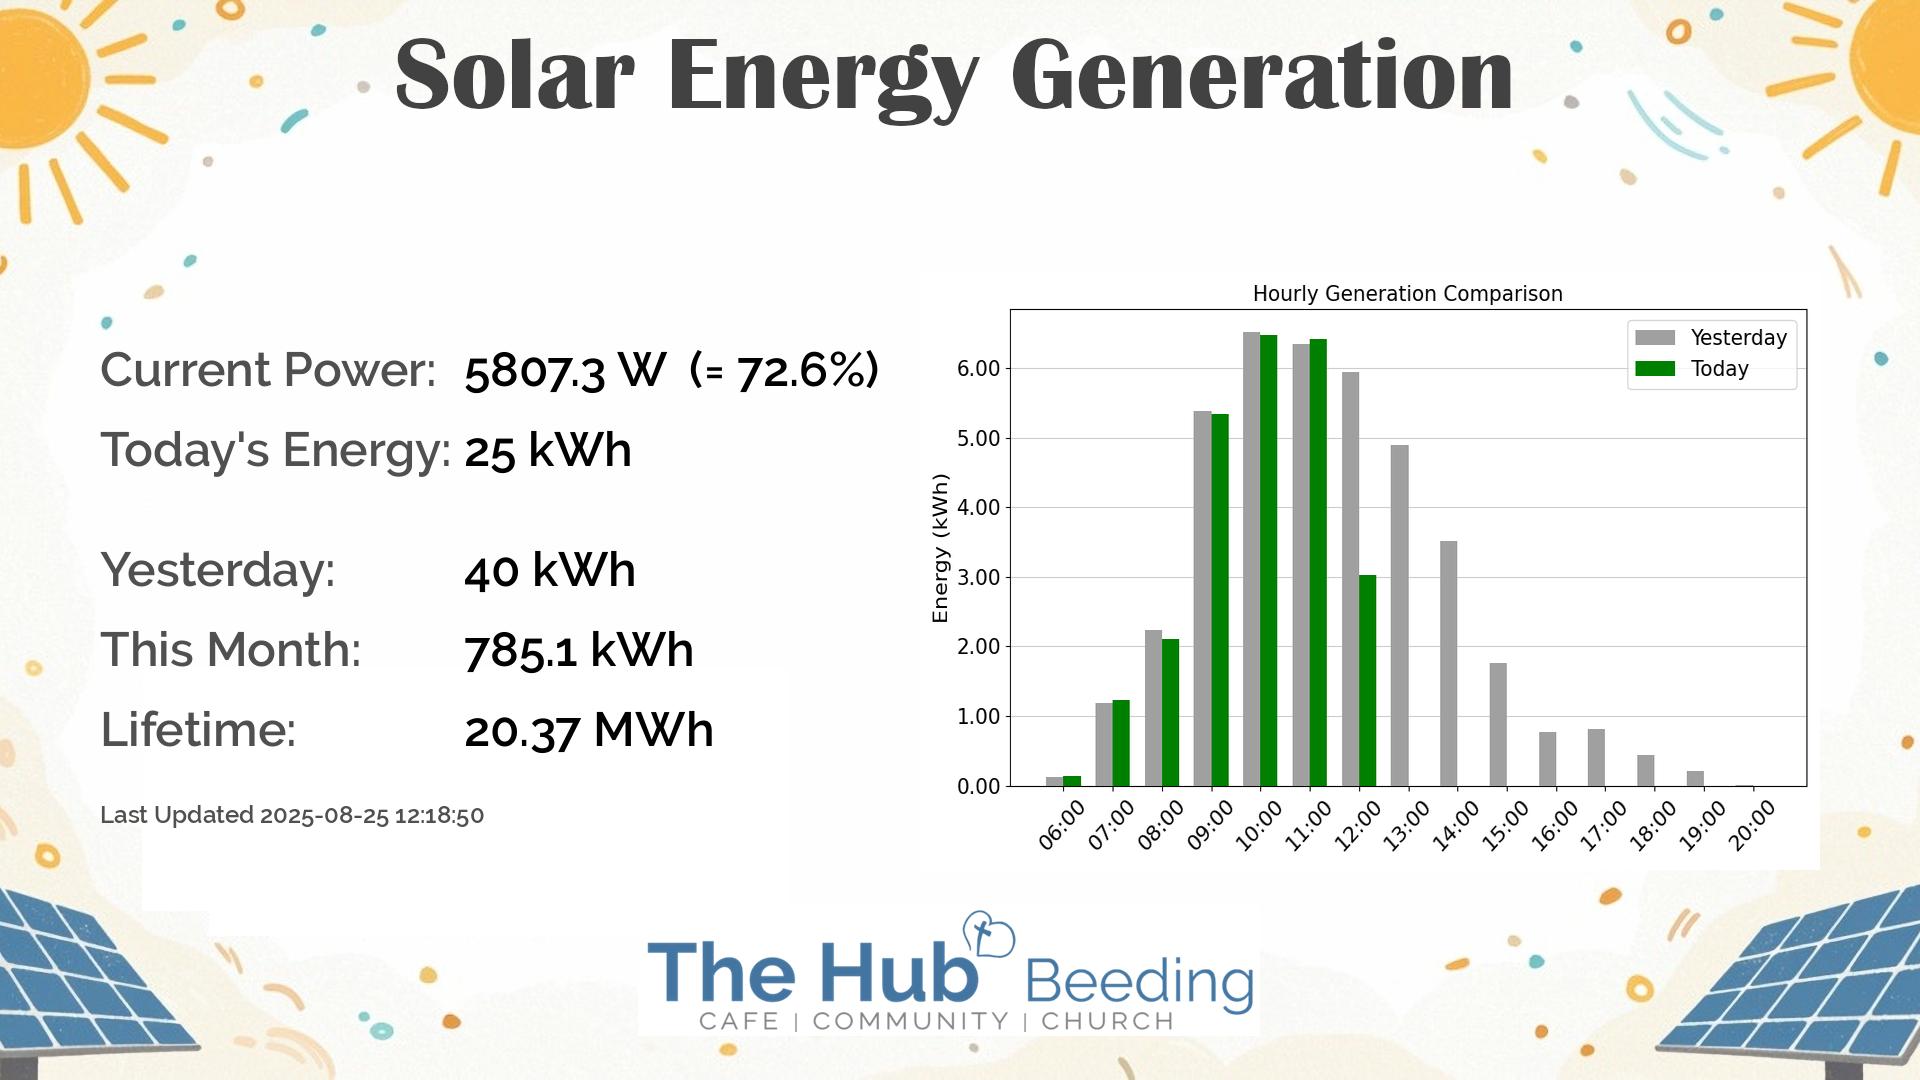 Solar Energy Generation
Current Power: 5807.3 W (= 72.6%)
Today's Energy: 25 kWh
Yesterday: 40 kWh
This Month: 785.1 kWh
Lifetime: 20.37 MWh
Last Updated 2025-08-25 12:18:50
Hourly Generation Comparison
Yesterday
Today
Energy (kWh)
6.00
5.00
4.00
3.00
2.00
1.00
0.00
06:00 07:00 08:00 09:00 10:00 11:00 12:00 13:00 14:00 15:00 16:00 17:00 18:00 19:00 20:00
The Hub Beeding
CAFE | COMMUNITY | CHURCH